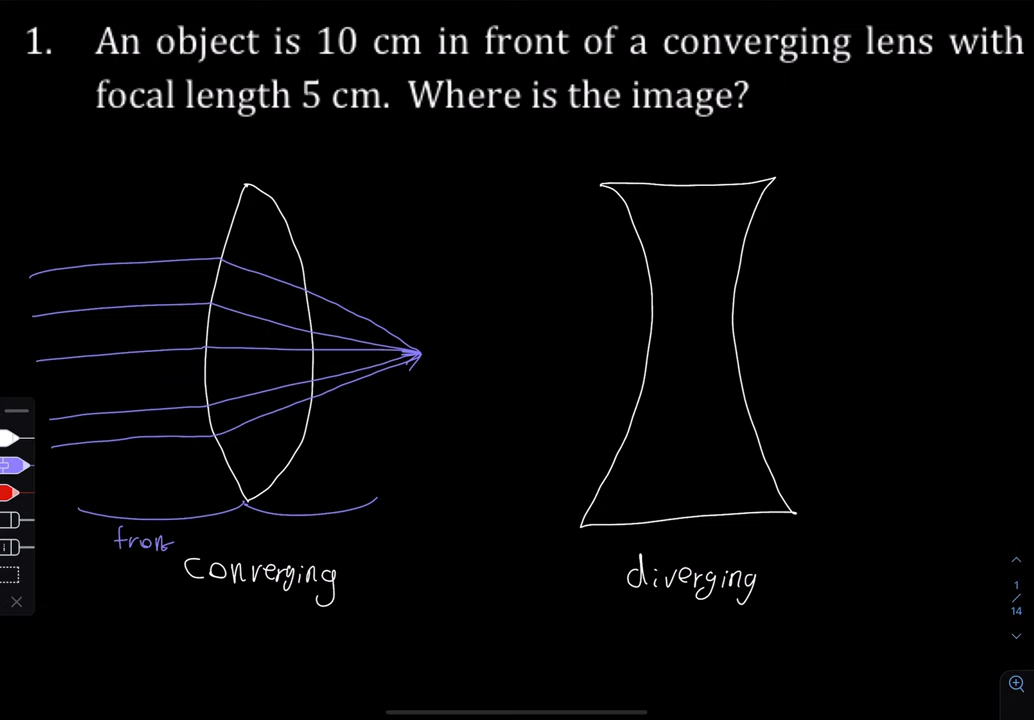 1. An object is 10 cm in front of a converging lens with
focal length 5 cm. Where is the image?
front
converging
diverging
1
/
14